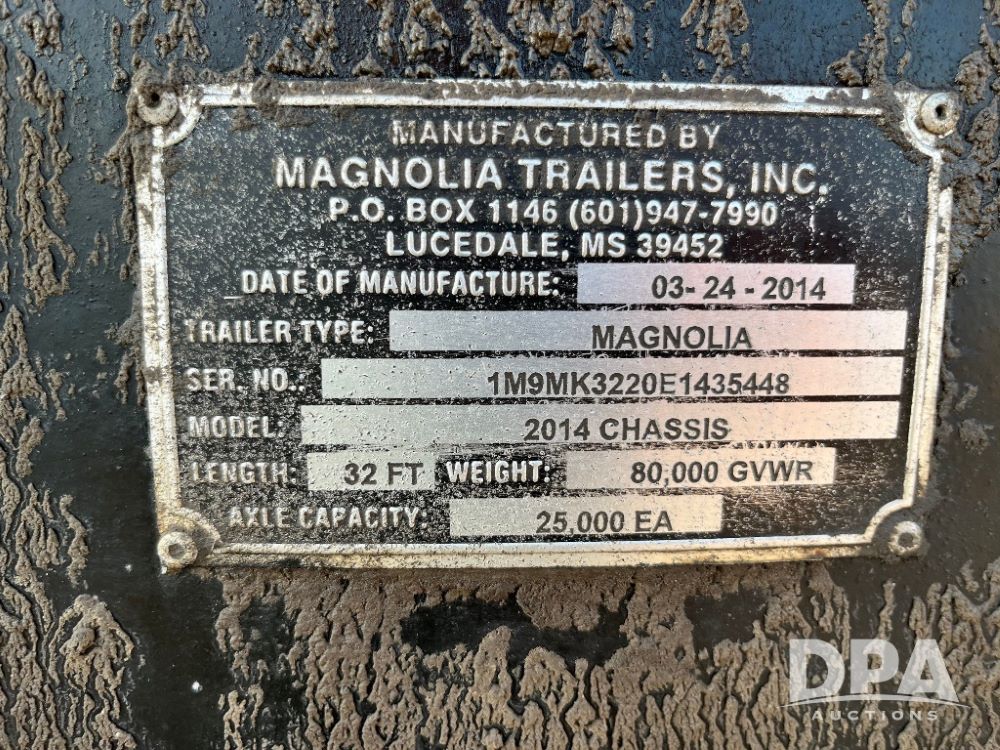 MANUFACTURED BY
MAGNOLIA TRAILERS, INC.
P.O. BOX 1146 (601)947-7990
LUCEDALE, MS 39452
DATE OF MANUFACTURE: 03- 24 - 2014
TRAILER TYPE: MAGNOLIA
SER. NO.: 1M9MK3220E1435448
MODEL: 2014 CHASSIS
LENGTH: 32 FT WEIGHT: 80,000 GVWR
AXLE CAPACITY: 25,000 EA
DPA
AUCTIONS